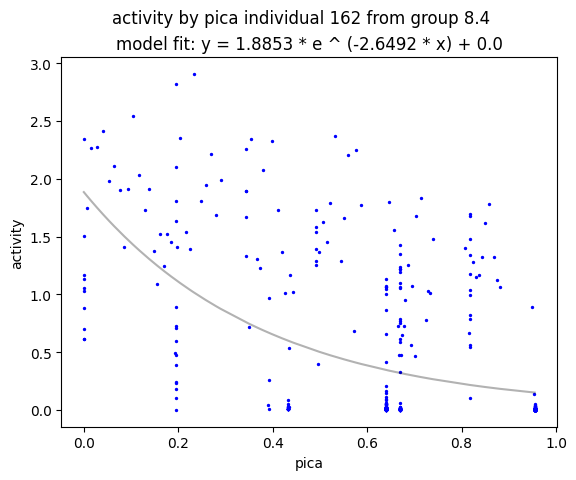 activity by pica individual 162 from group 8.4
model fit: y = 1.8853 * e ^ (-2.6492 * x) + 0.0
3.0
2.5
2.0
1.5
1.0
0.5
0.0
activity
0.0 0.2 0.4 0.6 0.8 1.0
pica